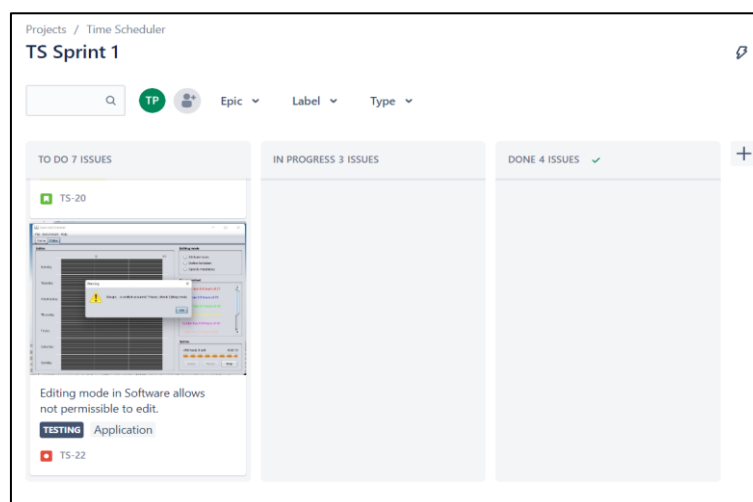 Projects / Time Scheduler
TS Sprint 1
TP Epic Label Type
TO DO 7 ISSUES
IN PROGRESS 3 ISSUES
DONE 4 ISSUES
TS-20
Editing mode in Software allows
not permissible to edit.
TESTING Application
TS-22